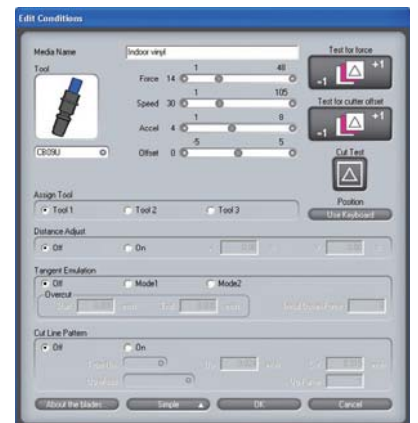 Edit Conditions
Media Name Indoor vinyl Test for force
Tool 1 48
Force 14 -1 +1
1 105
Speed 30 Test for cutter offset
1 8
Accel 4 -1 +1
-5 5
CB09U Offset 0 Cut Test
Assign Tool Position
Tool 1 Tool 2 Tool 3 Use Keyboard
Distance Adjust
Off On
Tangent Emulation
Off Mode1 Mode2
Overcut
Cut Line Pattern
Off On
About the blades... Simple OK Cancel